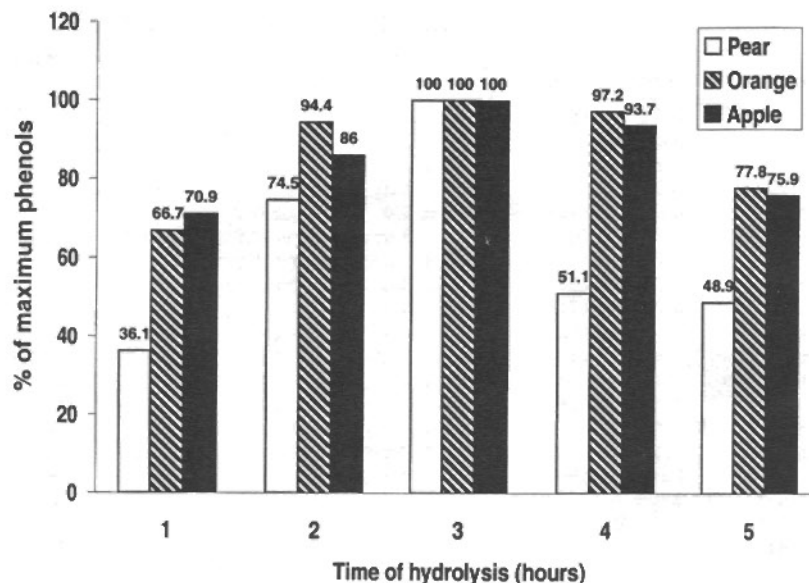 120
100
80
60
40
20
0
% of maximum phenols
Pear
Orange
Apple
36.1
66.7
70.9
74.5
94.4
86
100 100 100
51.1
97.2
93.7
48.9
77.8
75.9
1 2 3 4 5
Time of hydrolysis (hours)